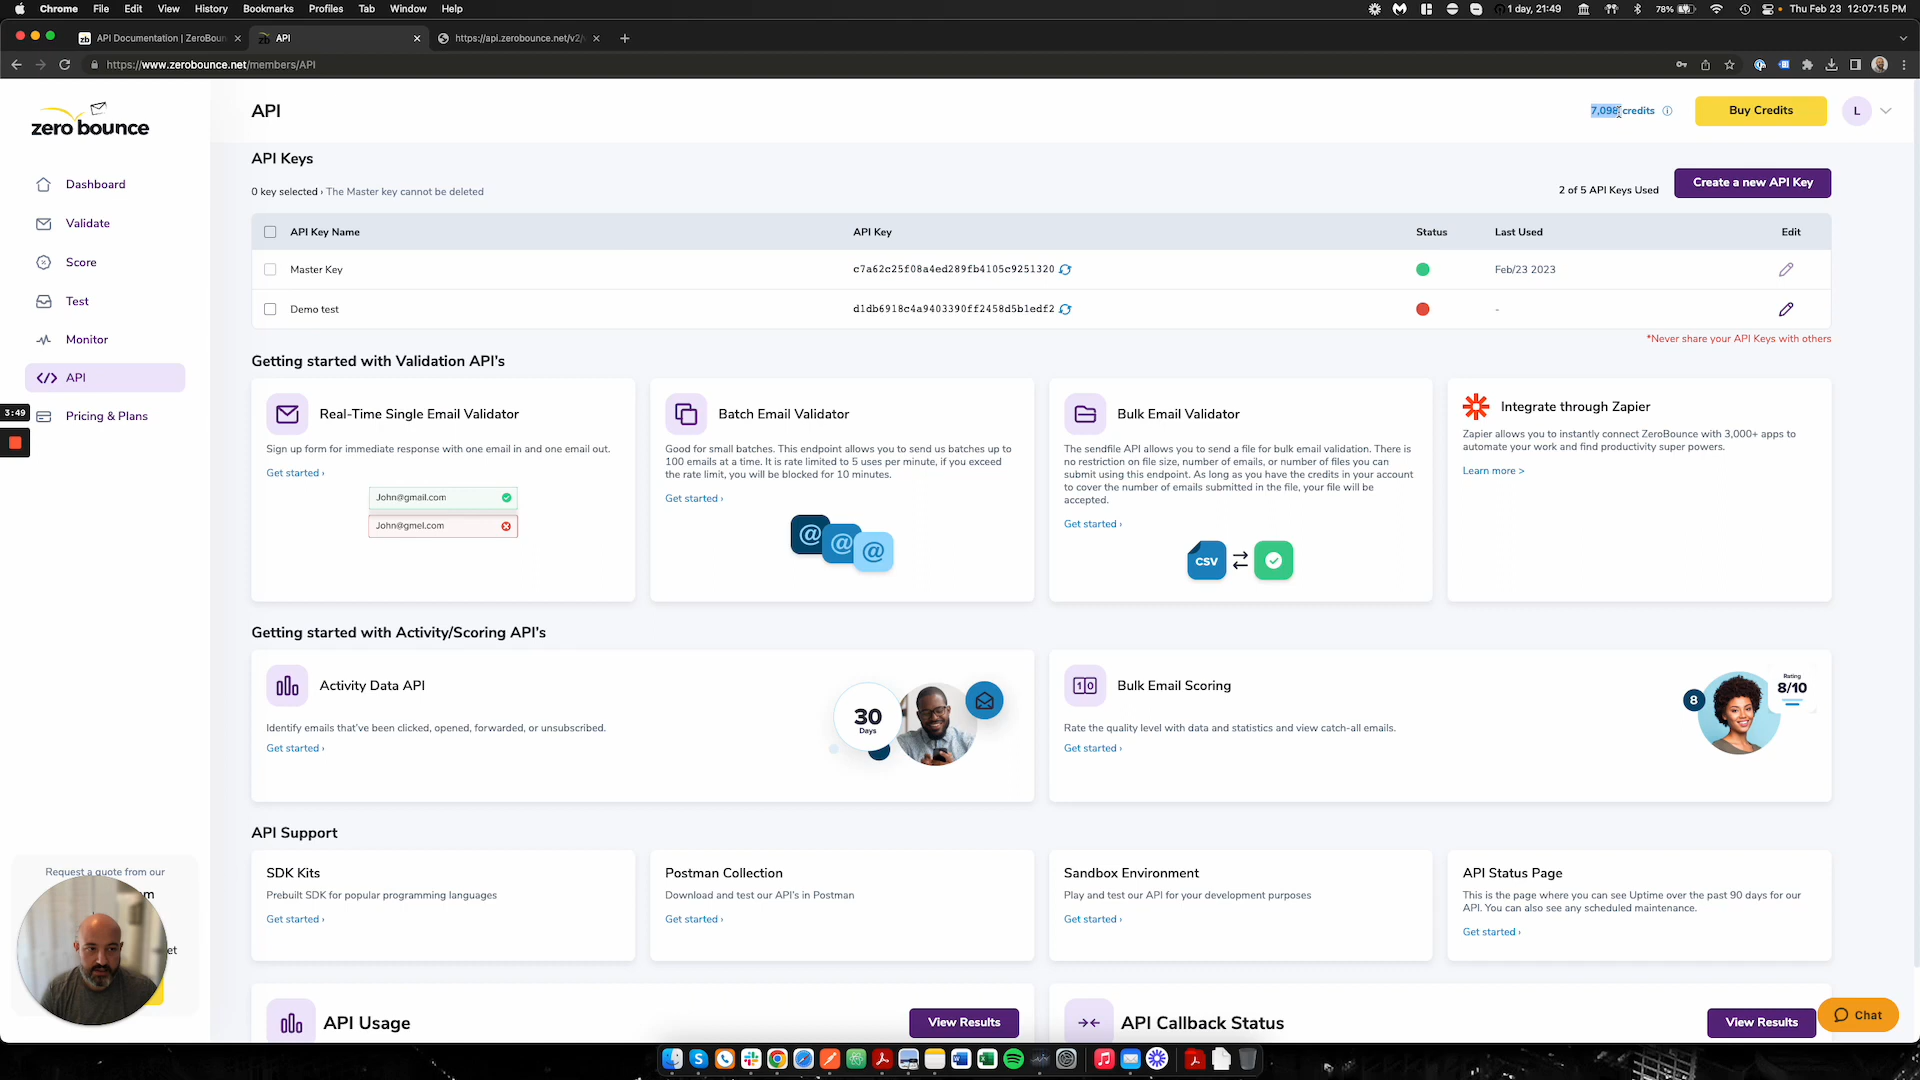 Chrome File Edit View History Bookmarks Profiles Tab Window Help
1 day, 21:49 78% Thu Feb 23 12:07:15 PM
API Documentation | ZeroBoun API https://api.zerobounce.net/v2/
https://www.zerobounce.net/members/API
zero bounce
API
7,098 credits
Buy Credits
L
Dashboard
Validate
Score
Test
Monitor
API
Pricing & Plans
3:49
API Keys
0 key selected › The Master key cannot be deleted
2 of 5 API Keys Used
Create a new API Key
API Key Name API Key Status Last Used Edit
Master Key c7a62c25f08a4ed289fb4105c9251320 Feb/23 2023
Demo test d1db6918c4a9403390ff2458d5b1edf2 -
*Never share your API Keys with others
Getting started with Validation API's
Real-Time Single Email Validator
Sign up form for immediate response with one email in and one email out.
Get started ›
John@gmail.com
John@gmel.com
Batch Email Validator
Good for small batches. This endpoint allows you to send us batches up to
100 emails at a time. It is rate limited to 5 uses per minute, if you exceed
the rate limit, you will be blocked for 10 minutes.
Get started ›
@ @ @
Bulk Email Validator
The sendfile API allows you to send a file for bulk email validation. There is
no restriction on file size, number of emails, or number of files you can
submit using this endpoint. As long as you have the credits in your account
to cover the number of emails submitted in the file, your file will be
accepted.
Get started ›
CSV
Integrate through Zapier
Zapier allows you to instantly connect ZeroBounce with 3,000+ apps to
automate your work and find productivity super powers.
Learn more >
Getting started with Activity/Scoring API's
Activity Data API
Identify emails that've been clicked, opened, forwarded, or unsubscribed.
Get started ›
30
Days
Bulk Email Scoring
Rate the quality level with data and statistics and view catch-all emails.
Get started ›
8
Rating
8/10
API Support
SDK Kits
Prebuilt SDK for popular programming languages
Get started ›
Postman Collection
Download and test our API's in Postman
Get started ›
Sandbox Environment
Play and test our API for your development purposes
Get started ›
API Status Page
This is the page where you can see Uptime over the past 90 days for our
API. You can also see any scheduled maintenance.
Get started ›
Request a quote from our
API Usage
View Results
API Callback Status
View Results
Chat